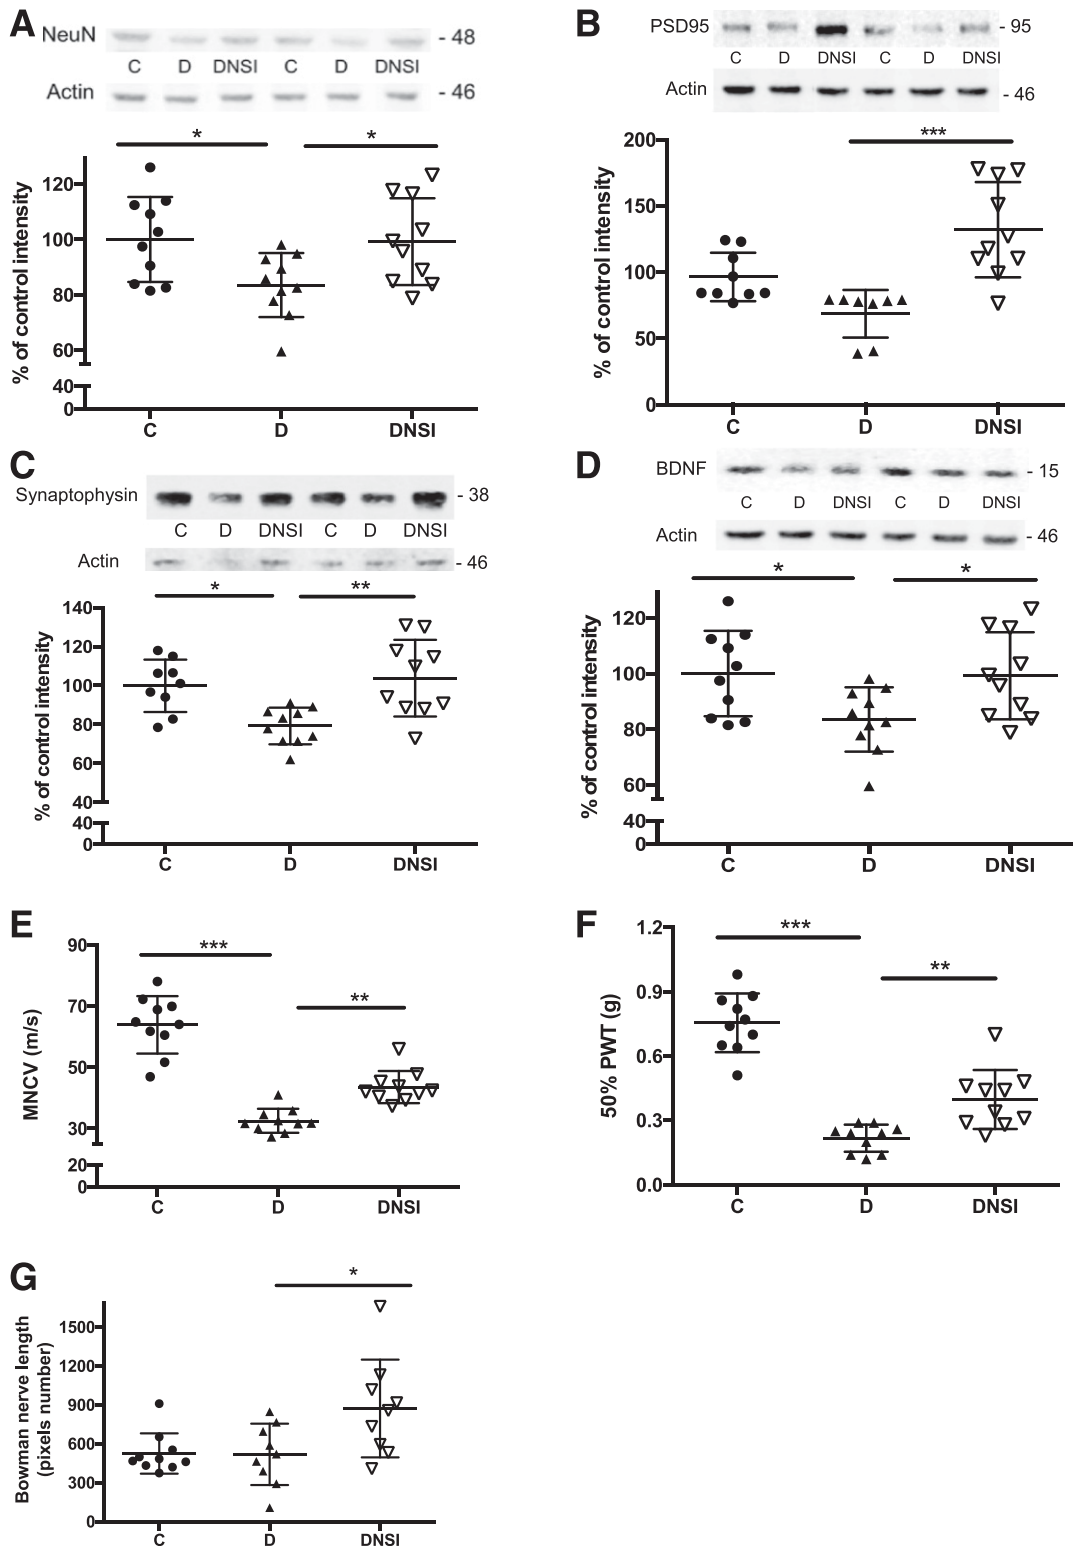 A
NeuN - 48
C D DNSI C D DNSI
Actin - 46
* *
% of control intensity
120
100
80
60
40
0
C D DNSI
B
PSD95 - 95
C D DNSI C D DNSI
Actin - 46
***
% of control intensity
200
150
100
50
0
C D DNSI
C
Synaptophysin - 38
C D DNSI C D DNSI
Actin - 46
* **
% of control intensity
140
120
100
80
60
40
40
0
C D DNSI
D
BDNF - 15
C D DNSI C D DNSI
Actin - 46
* *
% of control intensity
120
100
80
60
40
0
C D DNSI
E
*** **
MNCV (m/s)
90
70
50
30
20
0
C D DNSI
F
*** **
50% PWT (g)
1.2
0.9
0.6
0.3
0.0
C D DNSI
G
*
Bowman nerve length
(pixels number)
1500
1200
900
600
300
0
C D DNSI